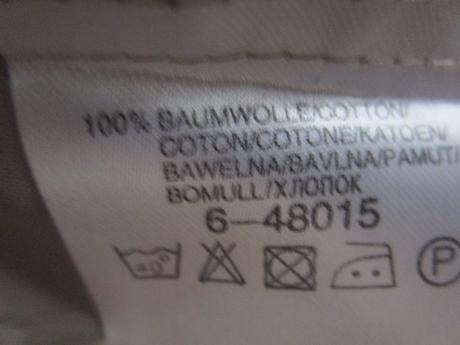 100% BAUMWOLLE/COTTON/
COTON/COTONE/KATOEN/
BAWELNA/BAVLNA/PAMUT/
BOMULL/ХЛОПОК
6-48015
P